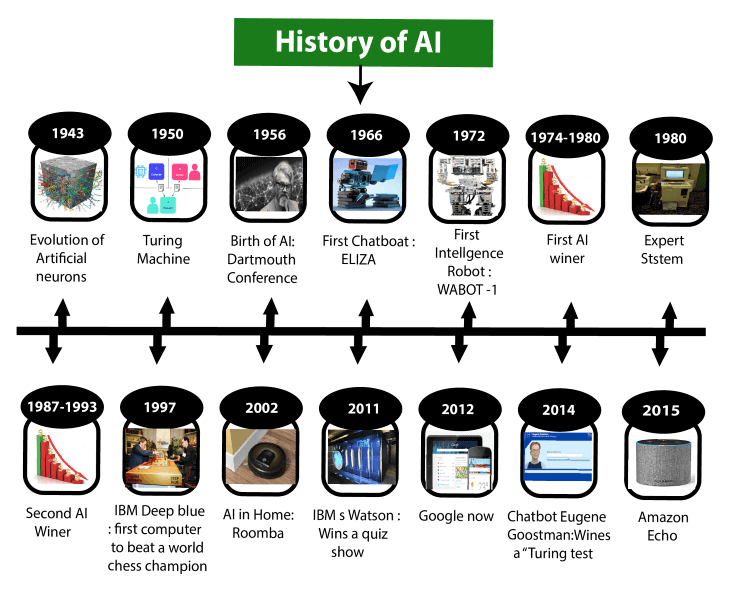 History of AI
1943
1950
1956
1966
1972
1974-1980
1980
Evolution of
Artificial
neurons
Turing
Machine
Birth of AI:
Dartmouth
Conference
First Chatboat :
ELIZA
First
Intellgence
Robot :
WABOT -1
First AI
winer
Expert
Ststem
1987-1993
1997
2002
2011
2012
2014
2015
Second AI
Winer
IBM Deep blue
: first computer
to beat a world
chess champion
AI in Home:
Roomba
IBM s Watson :
Wins a quiz
show
Google now
Chatbot Eugene
Goostman:Wines
a “Turing test
Amazon
Echo